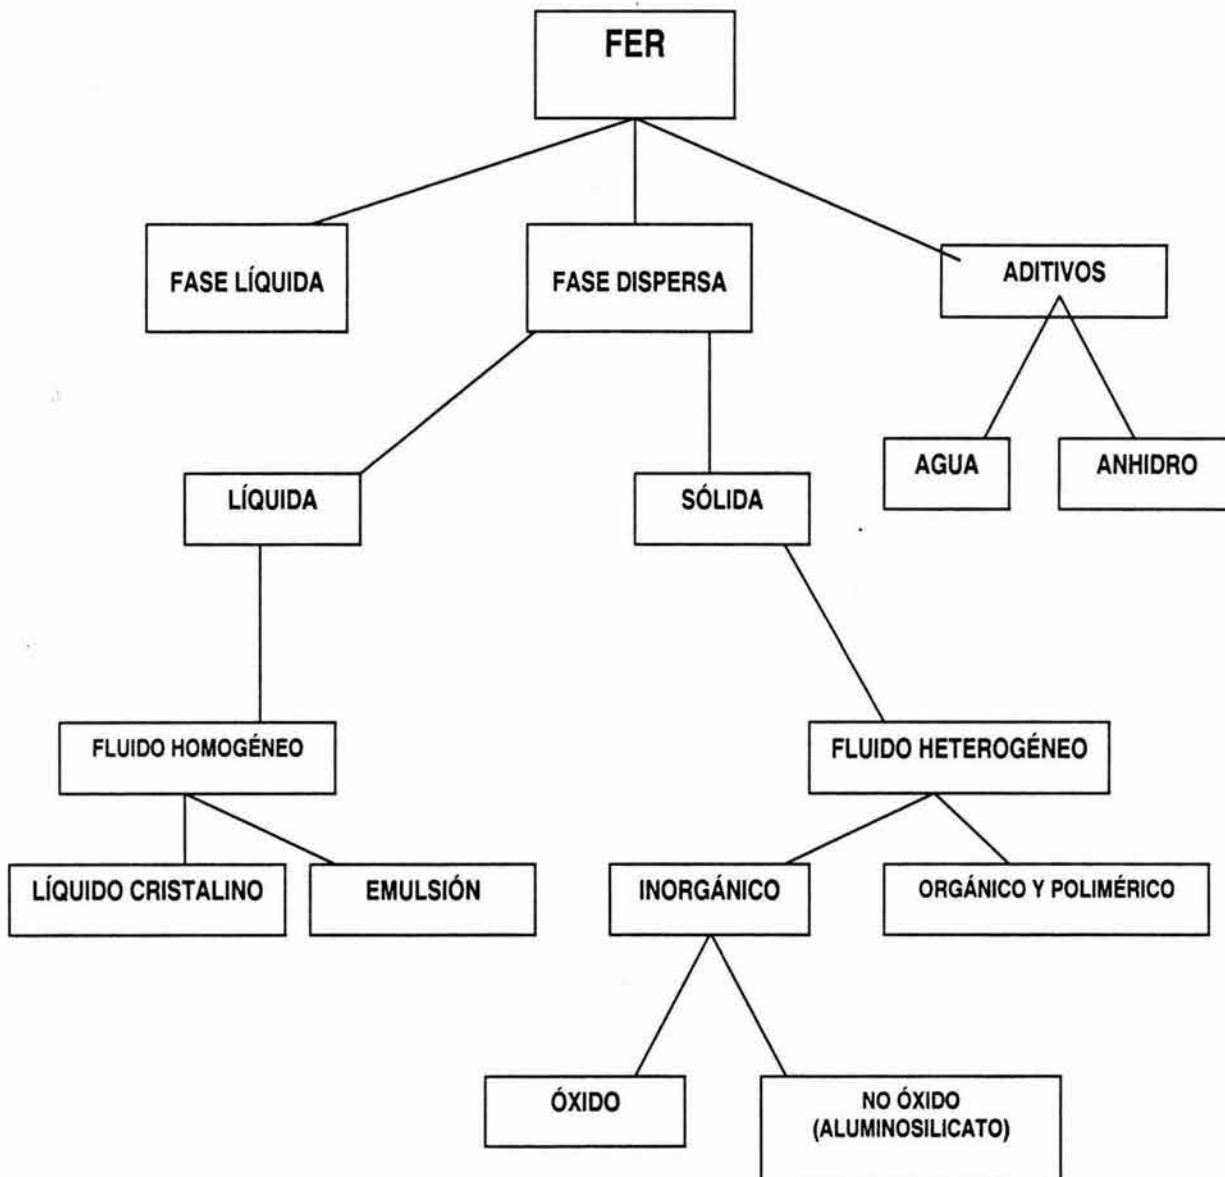 FER
FASE LÍQUIDA
FASE DISPERSA
ADITIVOS
AGUA
ANHIDRO
LÍQUIDA
SÓLIDA
FLUIDO HOMOGÉNEO
FLUIDO HETEROGÉNEO
LÍQUIDO CRISTALINO
EMULSIÓN
INORGÁNICO
ORGÁNICO Y POLIMÉRICO
ÓXIDO
NO ÓXIDO
(ALUMINOSILICATO)